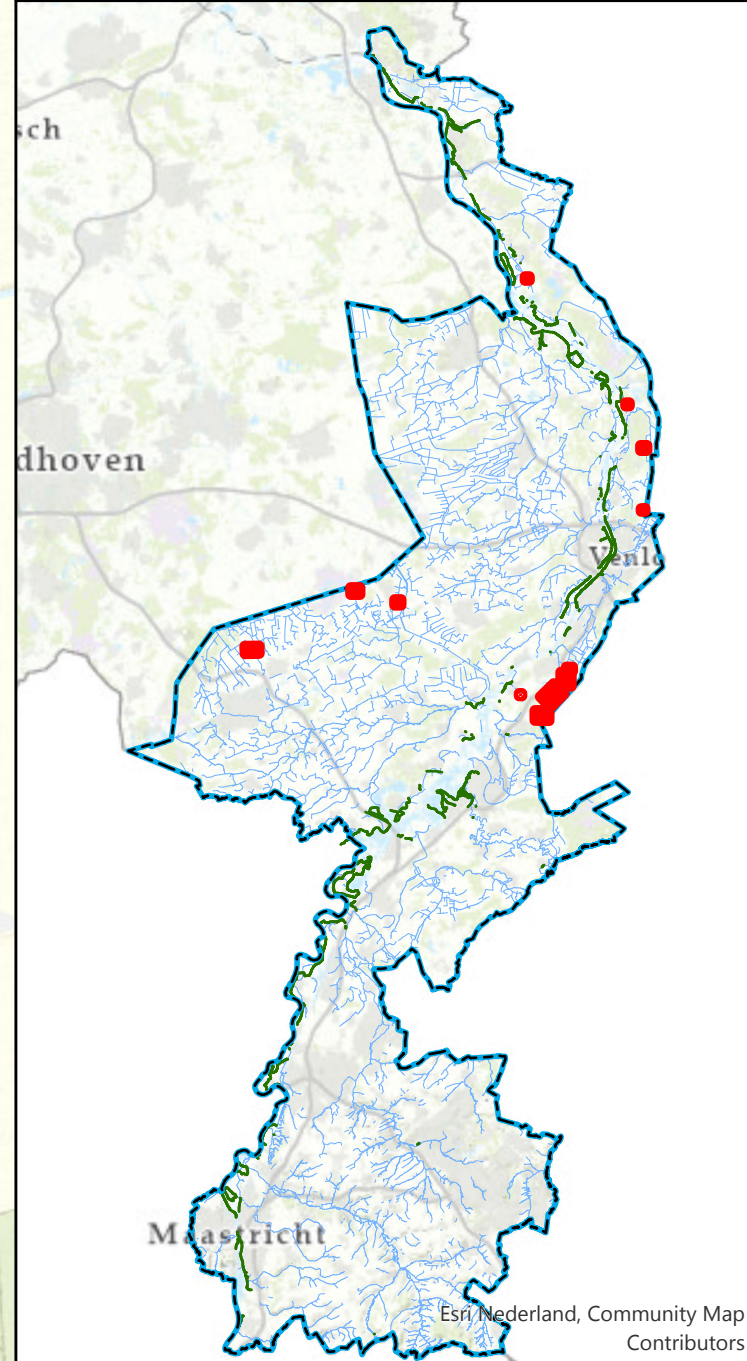 sch
dhoven
Venlo
Maastricht
Esri Nederland, Community Map
Contributors